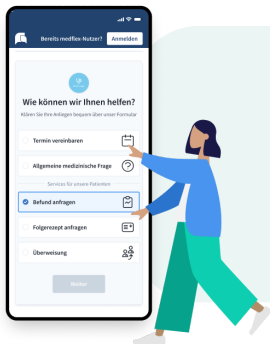 Bereits medflex-Nutzer? Anmelden
Wie können wir Ihnen helfen?
Klären Sie Ihre Anliegen bequem über unser Formular
Termin vereinbaren
Allgemeine medizinische Frage
Services für unsere Patienten
Befund anfragen
Folgerezept anfragen
Überweisung
Weiter